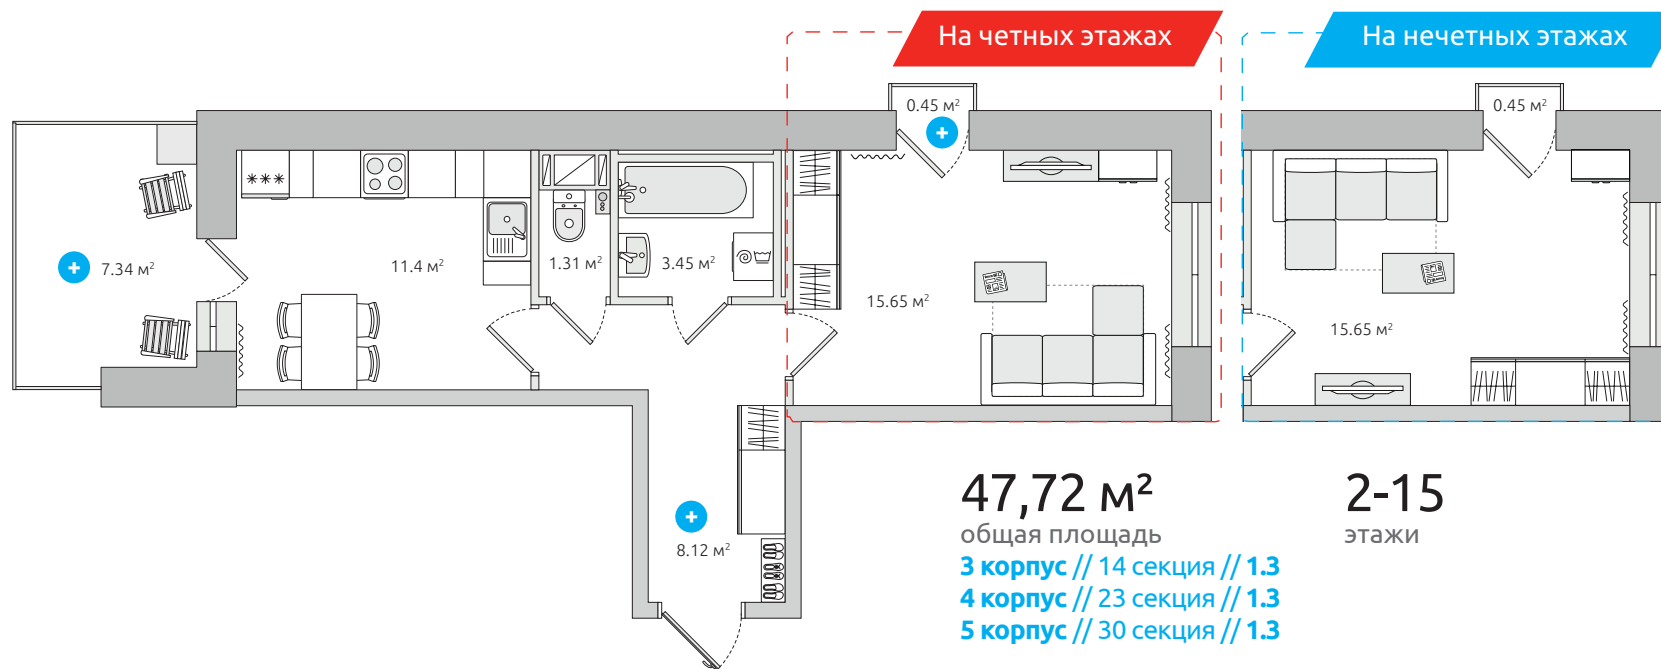 На четных этажах
На нечетных этажах
0.45 м²
0.45 м²
7.34 м²
11.4 м²
1.31 м²
3.45 м²
15.65 м²
15.65 м²
8.12 м²
47,72 м²
общая площадь
2-15
этажи
3 корпус // 14 секция // 1.3
4 корпус // 23 секция // 1.3
5 корпус // 30 секция // 1.3